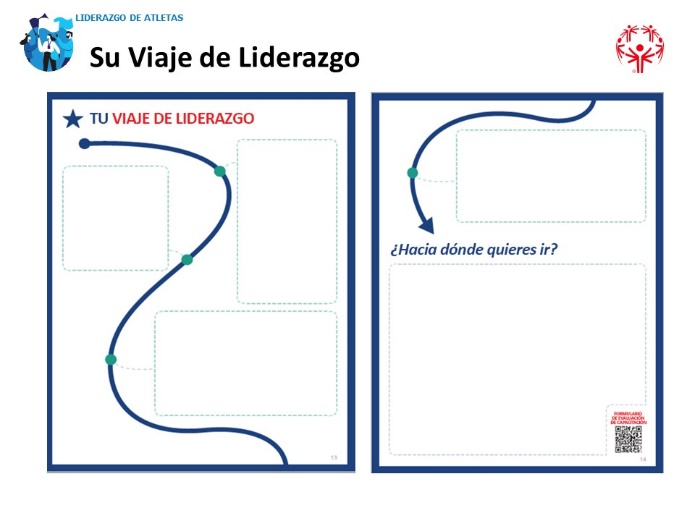 LIDERAZGO DE ATLETAS
Su Viaje de Liderazgo
TU VIAJE DE LIDERAZGO
13
¿Hacia dónde quieres ir?
FORMULARIO
DE EVALUACIÓN
DE CAPACITACIÓN
14